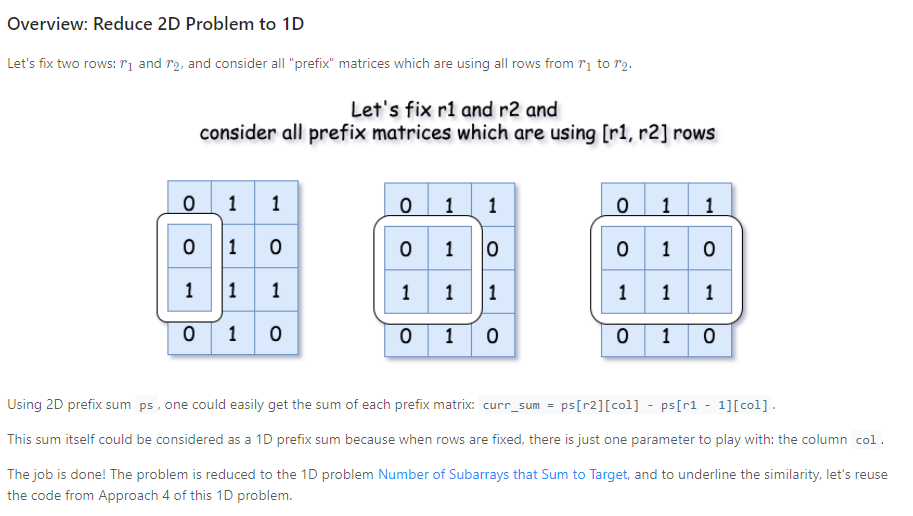 Overview: Reduce 2D Problem to 1D
Let's fix two rows: r1 and r2, and consider all "prefix" matrices which are using all rows from r1 to r2.
Let's fix r1 and r2 and
consider all prefix matrices which are using [r1, r2] rows
0 1 1
0 1 0
1 1 1
0 1 0
0 1 1
0 1 0
1 1 1
0 1 0
0 1 1
0 1 0
1 1 1
0 1 0
Using 2D prefix sum ps , one could easily get the sum of each prefix matrix: curr_sum = ps[r2][col] - ps[r1 - 1][col] .
This sum itself could be considered as a 1D prefix sum because when rows are fixed, there is just one parameter to play with: the column col .
The job is done! The problem is reduced to the 1D problem Number of Subarrays that Sum to Target, and to underline the similarity, let's reuse
the code from Approach 4 of this 1D problem.